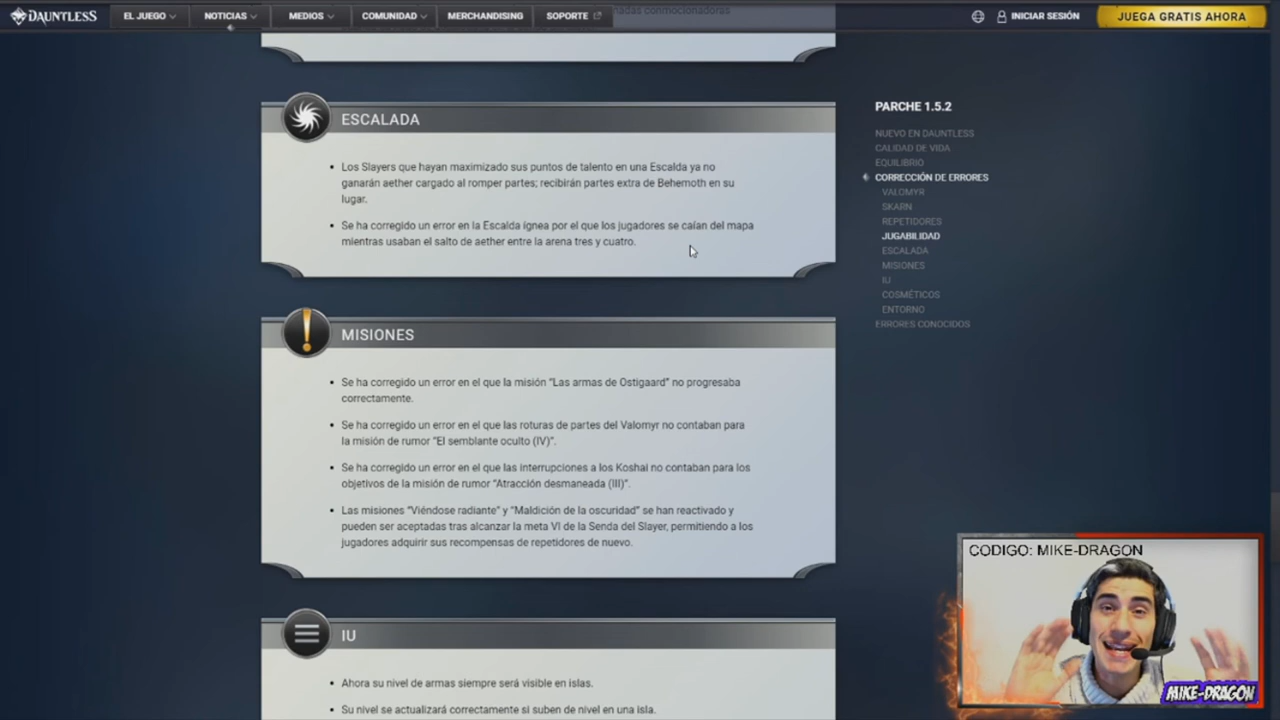 DAUNTLESS
EL JUEGO
NOTICIAS
MEDIOS
COMUNIDAD
MERCHANDISING
SOPORTE
INICIAR SESIÓN
JUEGA GRATIS AHORA
ESCALADA
Los Slayers que hayan maximizado sus puntos de talento en una Escalda ya no
ganarán aether cargado al romper partes; recibirán partes extra de Behemoth en su
lugar.
Se ha corregido un error en la Escalda ígnea por el que los jugadores se caían del mapa
mientras usaban el salto de aether entre la arena tres y cuatro.
MISIONES
Se ha corregido un error en el que la misión "Las armas de Ostigaard" no progresaba
correctamente.
Se ha corregido un error en el que las roturas de partes del Valomyr no contaban para
la misión de rumor "El semblante oculto (IV)".
Se ha corregido un error en el que las interrupciones a los Koshai no contaban para los
objetivos de la misión de rumor "Atracción desmaneada (III)".
Las misiones "Viéndose radiante" y "Maldición de la oscuridad" se han reactivado y
pueden ser aceptadas tras alcanzar la meta VI de la Senda del Slayer, permitiendo a los
jugadores adquirir sus recompensas de repetidores de nuevo.
IU
Ahora su nivel de armas siempre será visible en islas.
Su nivel se actualizará correctamente si suben de nivel en una isla.
PARCHE 1.5.2
NUEVO EN DAUNTLESS
CALIDAD DE VIDA
EQUILIBRIO
CORRECCIÓN DE ERRORES
VALOMYR
SKARN
REPETIDORES
JUGABILIDAD
ESCALADA
MISIONES
IU
COSMÉTICOS
ENTORNO
ERRORES CONOCIDOS
CODIGO: MIKE-DRAGON
MIKE-DRAGON